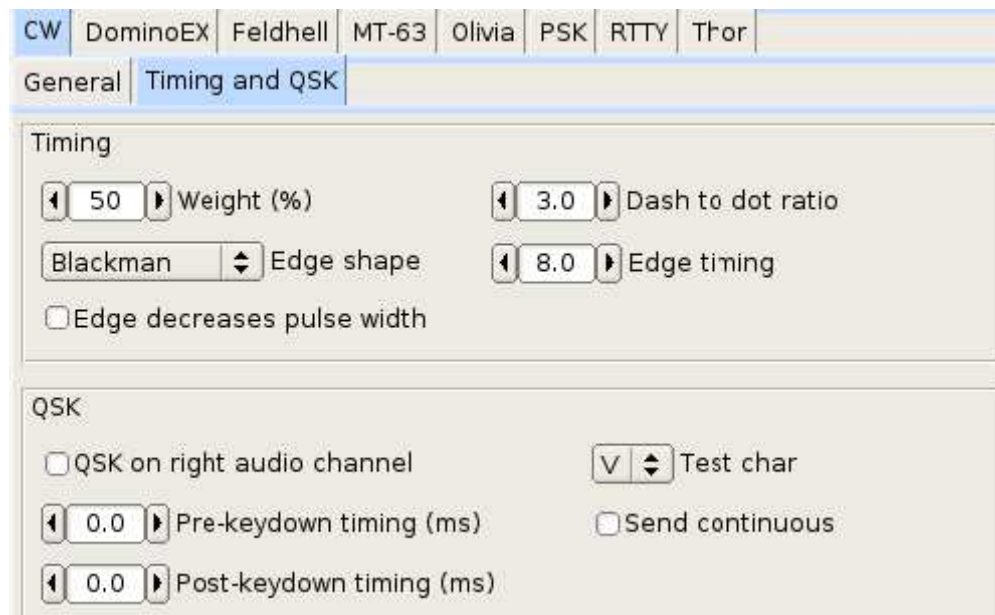 CW DominoEX Feldhell MT-63 Olivia PSK RTTY Thor
General Timing and QSK
Timing
50 Weight (%) 3.0 Dash to dot ratio
Blackman Edge shape 8.0 Edge timing
Edge decreases pulse width
QSK
QSK on right audio channel V Test char
0.0 Pre-keydown timing (ms) Send continuous
0.0 Post-keydown timing (ms)